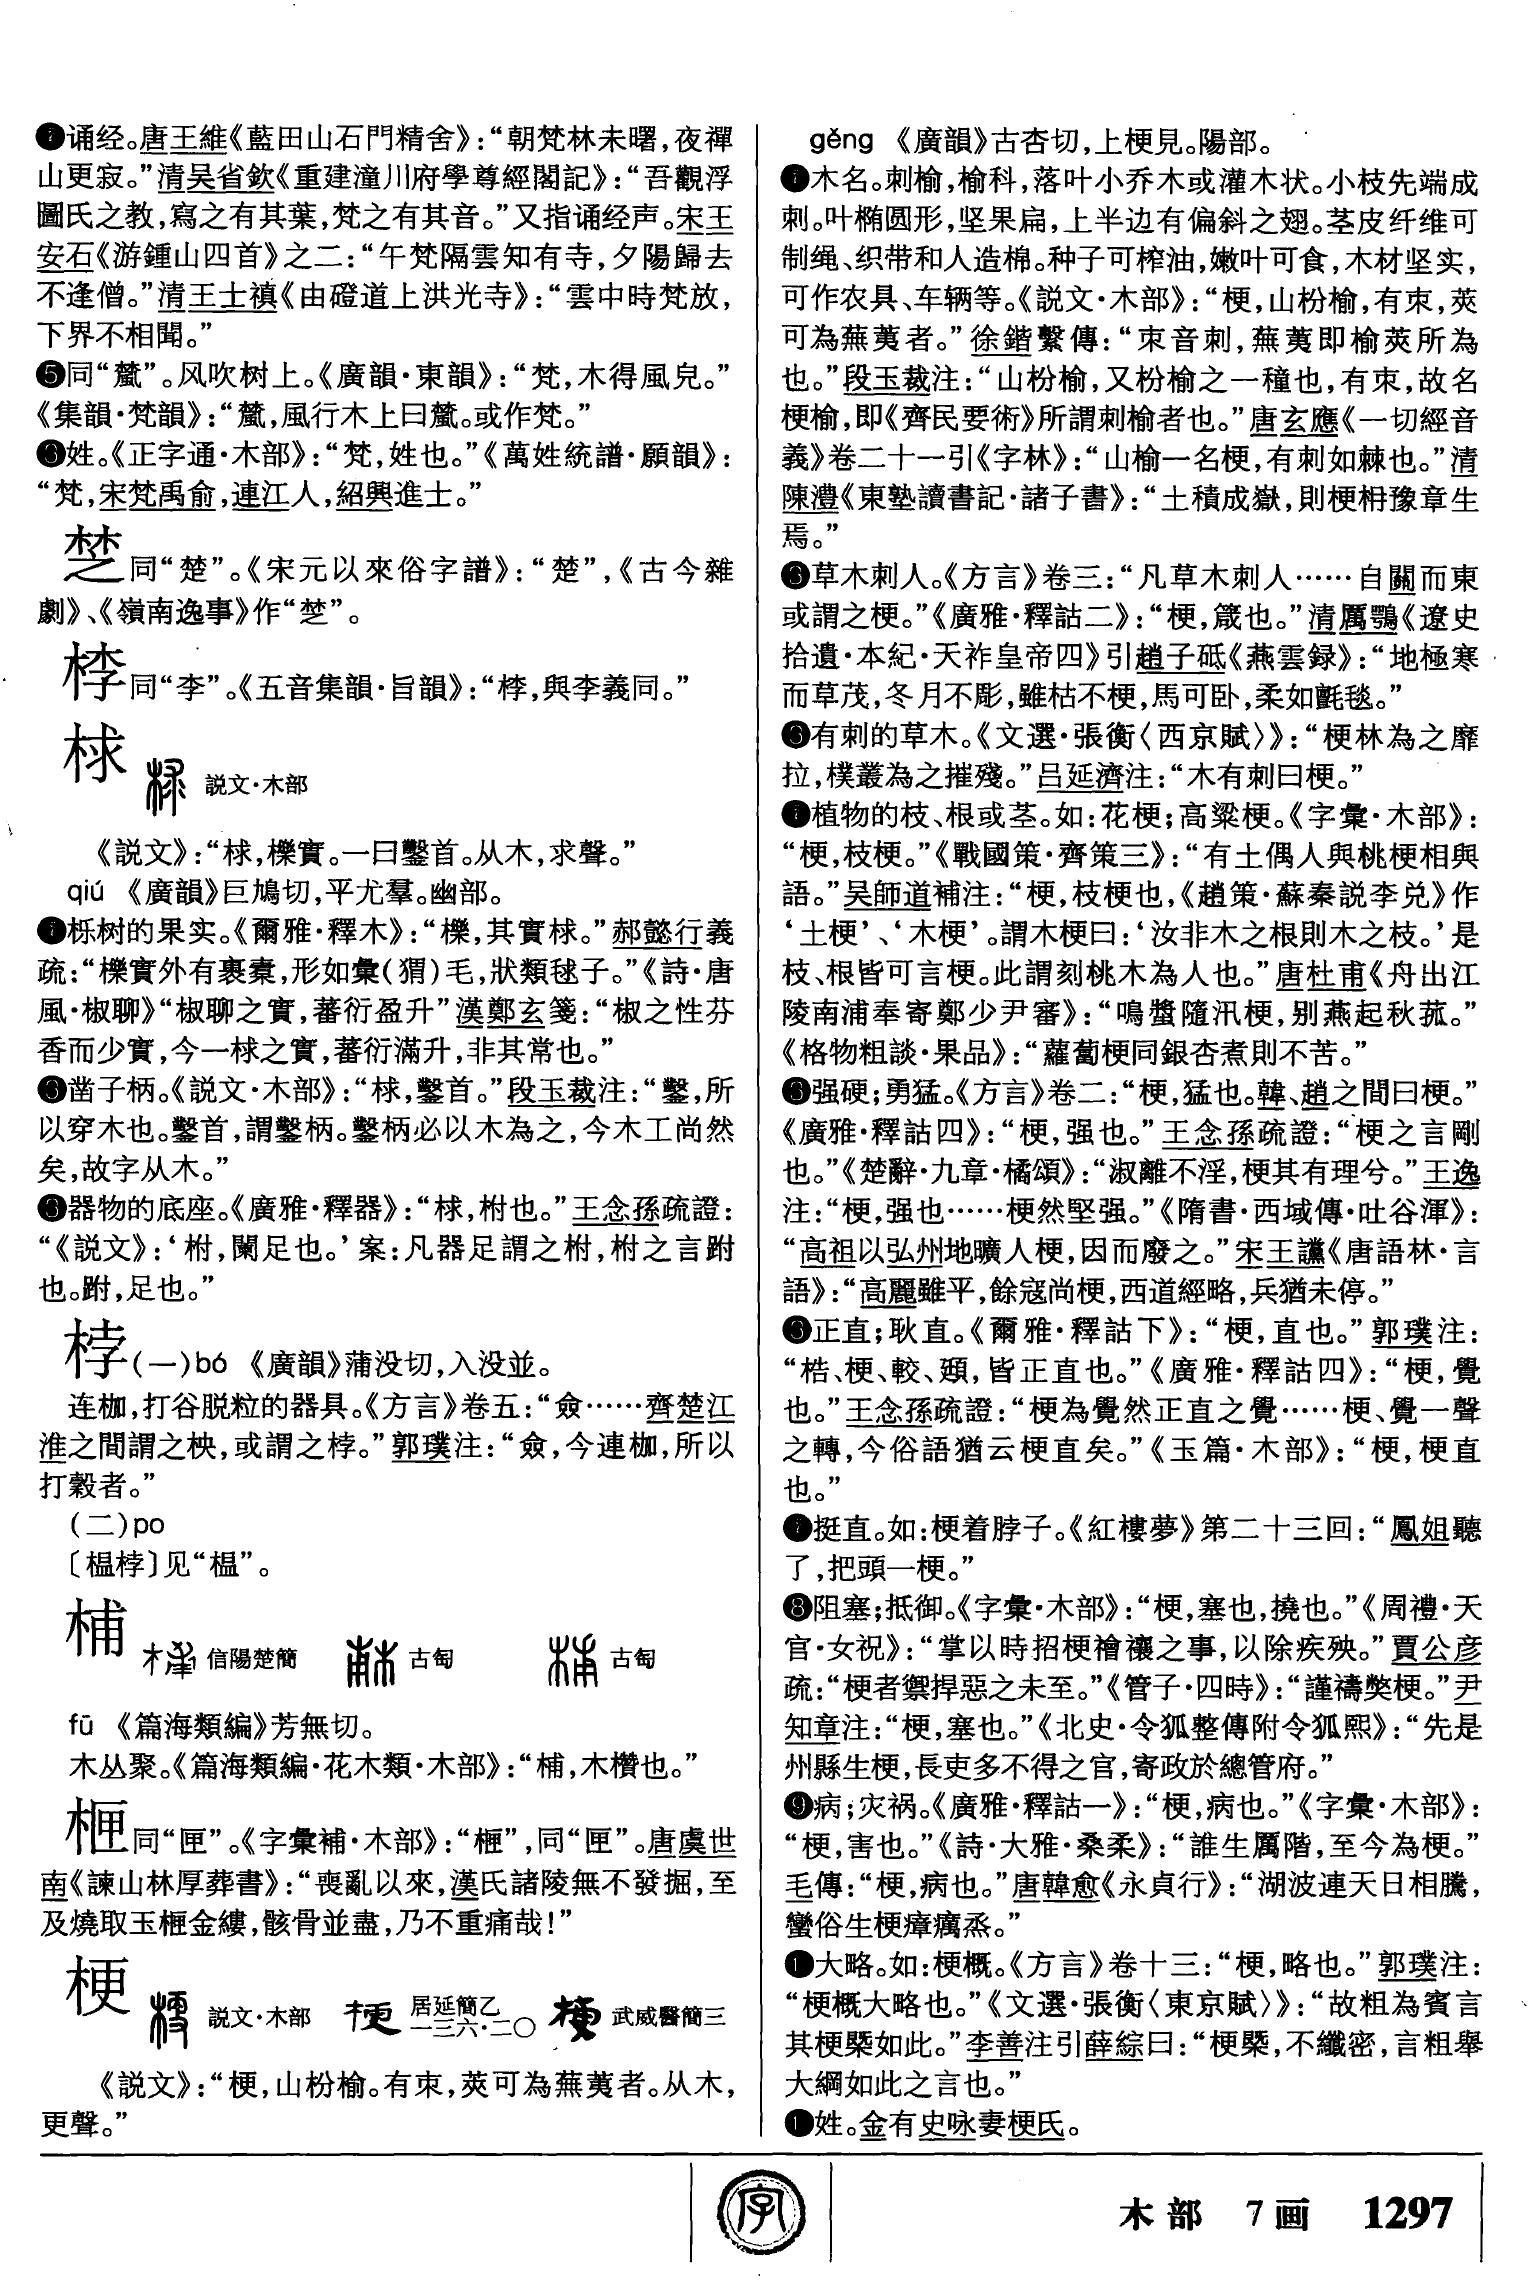 ❹诵经。唐王維《藍田山石門精舍》：“朝梵林未曙，夜禪
山更寂。”清吴省欽《重建潼川府學尊經閣記》：“吾觀浮
圖氏之教，寫之有其葉，梵之有其音。”又指诵经声。宋王
安石《游鍾山四首》之二：“午梵隔雲知有寺，夕陽歸去
不逢僧。”清王士禛《由磴道上洪光寺》：“雲中時梵放，
下界不相聞。”
❺同“檒”。风吹树上。《廣韻·東韻》：“梵，木得風皃。”
《集韻·梵韻》：“檒，風行木上曰檒。或作梵。”
❻姓。《正字通·木部》：“梵，姓也。”《萬姓統譜·願韻》：
“梵，宋梵禹俞，連江人，紹興進士。”
椘同“楚”。《宋元以來俗字譜》：“楚”，《古今雜
劇》、《嶺南逸事》作“椘”。
桲同“李”。《五音集韻·旨韻》：“㭏，與李義同。”
梂
説文·木部
《説文》：“梂，櫟實。一曰鑿首。从木，求聲。”
qiú 《廣韻》巨鳩切，平尤羣。幽部。
❶栎树的果实。《爾雅·釋木》：“櫟，其實梂。”郝懿行義
疏：“櫟實外有裹橐，形如彙（猬）毛，狀類毬子。”《詩·唐
風·椒聊》“椒聊之實，蕃衍盈升”漢鄭玄箋：“椒之性芬
香而少實，今一梂之實，蕃衍滿升，非其常也。”
❷凿子柄。《説文·木部》：“梂，鑿首。”段玉裁注：“鑿，所
以穿木也。鑿首，謂鑿柄。鑿柄必以木為之，今木工尚然
矣，故字从木。”
❸器物的底座。《廣雅·釋器》：“梂，柎也。”王念孫疏證：
“《説文》：‘柎，闌足也。’案：凡器足謂之柎，柎之言跗
也。跗，足也。”
桲(一)bó 《廣韻》蒲没切，入没並。
连枷，打谷脱粒的器具。《方言》卷五：“僉……齊楚江
淮之間謂之柍，或謂之桲。”郭璞注：“僉，今連枷，所以
打穀者。”
(二)po
〔榲桲〕见“榲”。
𣒌
信陽楚簡 古匋 古匋
fū 《篇海類編》芳無切。
木丛聚。《篇海類編·花木類·木部》：“𣒌，木欑也。”
㮄同“匣”。《字彙補·木部》：“㮄”，同“匣”。唐虞世
南《諫山林厚葬書》：“喪亂以來，漢氏諸陵無不發掘，至
及燒取玉㮄金縷，骸骨並盡，乃不重痛哉！”
梗
説文·木部 居延簡乙一三六·二〇 武威醫簡三
《説文》：“梗，山枌榆。有朿，莢可為蕪荑者。从木，
更聲。”
gěng 《廣韻》古杏切，上梗見。陽部。
❶木名。刺榆，榆科，落叶小乔木或灌木状。小枝先端成
刺。叶椭圆形，坚果扁，上半边有偏斜之翅。茎皮纤维可
制绳、织带和人造棉。种子可榨油，嫩叶可食，木材坚实，
可作农具、车辆等。《説文·木部》：“梗，山枌榆，有朿，莢
可為蕪荑者。”徐鍇繫傳：“朿音刺，蕪荑即榆莢所為
也。”段玉裁注：“山枌榆，又枌榆之一穜也，有朿，故名
梗榆，即《齊民要術》所謂刺榆者也。”唐玄應《一切經音
義》卷二十一引《字林》：“山榆一名梗，有刺如棘也。”清
陳澧《東塾讀書記·諸子書》：“土積成嶽，則梗枏豫章生
焉。”
❷草木刺人。《方言》卷三：“凡草木刺人……自關而東
或謂之梗。”《廣雅·釋詁二》：“梗，箴也。”清厲鶚《遼史
拾遺·本紀·天祚皇帝四》引趙子砥《燕雲録》：“地極寒
而草茂，冬月不彫，雖枯不梗，馬可卧，柔如氈毯。”
❸有刺的草木。《文選·張衡〈西京賦〉》：“梗林為之靡
拉，樸叢為之摧殘。”吕延濟注：“木有刺曰梗。”
❹植物的枝、根或茎。如：花梗；高粱梗。《字彙·木部》：
“梗，枝梗。”《戰國策·齊策三》：“有土偶人與桃梗相與
語。”吴師道補注：“梗，枝梗也，《趙策·蘇秦説李兑》作
‘土梗’、‘木梗’。謂木梗曰：‘汝非木之根則木之枝。’是
枝、根皆可言梗。此謂刻桃木為人也。”唐杜甫《舟出江
陵南浦奉寄鄭少尹審》：“鳴螿隨汎梗，别燕起秋菰。”
《格物粗談·果品》：“蘿蔔梗同銀杏煮則不苦。”
❺强硬；勇猛。《方言》卷二：“梗，猛也。韓、趙之間曰梗。”
《廣雅·釋詁四》：“梗，强也。”王念孫疏證：“梗之言剛
也。”《楚辭·九章·橘頌》：“淑離不淫，梗其有理兮。”王逸
注：“梗，强也……梗然堅强。”《隋書·西域傳·吐谷渾》：
“高祖以弘州地曠人梗，因而廢之。”宋王讜《唐語林·言
語》：“高麗雖平，餘寇尚梗，西道經略，兵猶未停。”
❻正直；耿直。《爾雅·釋詁下》：“梗，直也。”郭璞注：
“梏、梗、較、頲，皆正直也。”《廣雅·釋詁四》：“梗，覺
也。”王念孫疏證：“梗為覺然正直之覺……梗、覺一聲
之轉，今俗語猶云梗直矣。”《玉篇·木部》：“梗，梗直
也。”
❼挺直。如：梗着脖子。《紅樓夢》第二十三回：“鳳姐聽
了，把頭一梗。”
❽阻塞；抵御。《字彙·木部》：“梗，塞也，撓也。”《周禮·天
官·女祝》：“掌以時招梗禬禳之事，以除疾殃。”賈公彦
疏：“梗者禦捍惡之未至。”《管子·四時》：“謹禱獘梗。”尹
知章注：“梗，塞也。”《北史·令狐整傳附令狐熙》：“先是
州縣生梗，長吏多不得之官，寄政於總管府。”
❾病；灾祸。《廣雅·釋詁一》：“梗，病也。”《字彙·木部》：
“梗，害也。”《詩·大雅·桑柔》：“誰生厲階，至今為梗。”
毛傳：“梗，病也。”唐韓愈《永貞行》：“湖波連天日相騰，
蠻俗生梗瘴癘烝。”
❿大略。如：梗概。《方言》卷十三：“梗，略也。”郭璞注：
“梗概大略也。”《文選·張衡〈東京賦〉》：“故粗為賓言
其梗槩如此。”李善注引薛綜曰：“梗槩，不纖密，言粗舉
大綱如此之言也。”
⓫姓。金有史咏妻梗氏。
字
木部 7画 1297